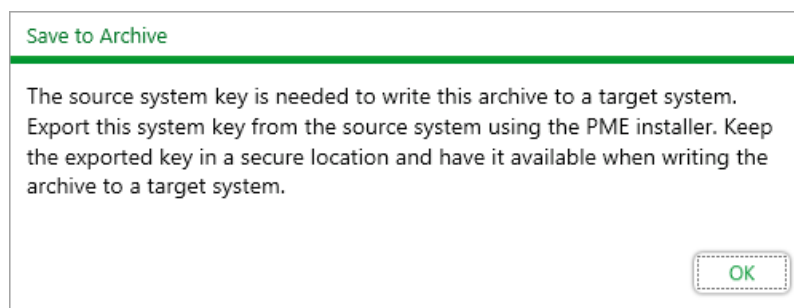 Save to Archive
The source system key is needed to write this archive to a target system.
Export this system key from the source system using the PME installer. Keep
the exported key in a secure location and have it available when writing the
archive to a target system.
OK